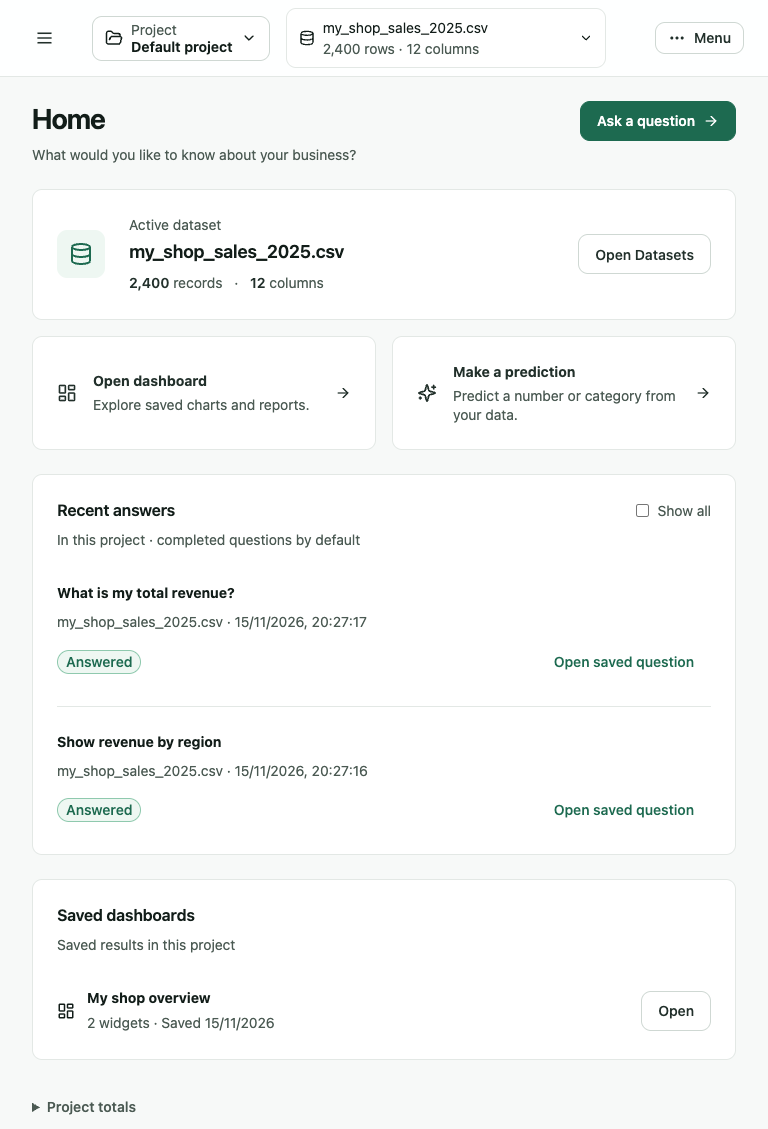 Project
Default project
my_shop_sales_2025.csv
2,400 rows · 12 columns
Menu
Home
Ask a question
What would you like to know about your business?
Active dataset
my_shop_sales_2025.csv
2,400 records · 12 columns
Open Datasets
Open dashboard
Explore saved charts and reports.
Make a prediction
Predict a number or category from
your data.
Recent answers
Show all
In this project · completed questions by default
What is my total revenue?
my_shop_sales_2025.csv · 15/11/2026, 20:27:17
Answered
Open saved question
Show revenue by region
my_shop_sales_2025.csv · 15/11/2026, 20:27:16
Answered
Open saved question
Saved dashboards
Saved results in this project
My shop overview
2 widgets · Saved 15/11/2026
Open
Project totals